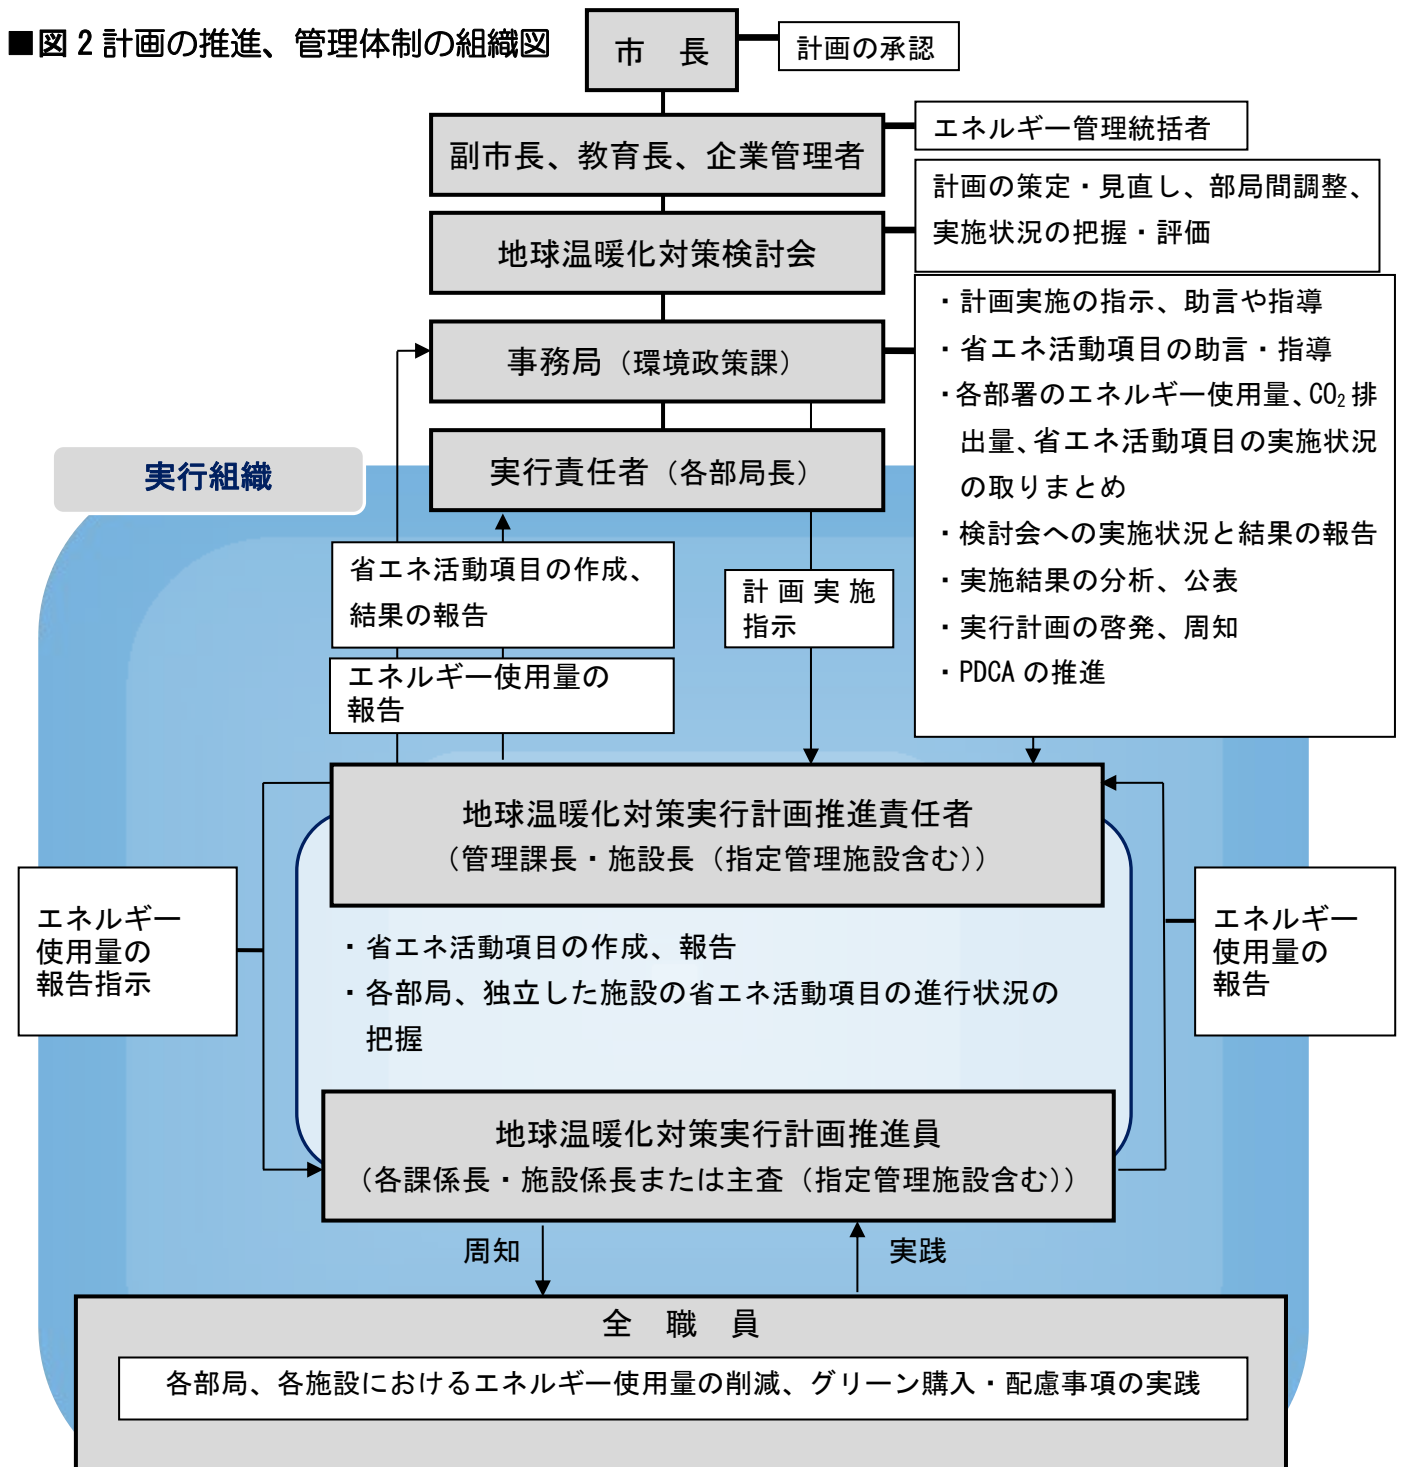 ■図2 計画の推進、管理体制の組織図
市　長
計画の承認
副市長、教育長、企業管理者
エネルギー管理統括者
地球温暖化対策検討会
計画の策定・見直し、部局間調整、
実施状況の把握・評価
事務局（環境政策課）
・計画実施の指示、助言や指導
・省エネ活動項目の助言・指導
・各部署のエネルギー使用量、CO₂排
出量、省エネ活動項目の実施状況
の取りまとめ
・検討会への実施状況と結果の報告
・実施結果の分析、公表
・実行計画の啓発、周知
・PDCAの推進
実行組織
実行責任者（各部局長）
省エネ活動項目の作成、
結果の報告
エネルギー使用量の
報告
計画実施
指示
地球温暖化対策実行計画推進責任者
（管理課長・施設長（指定管理施設含む））
エネルギー
使用量の
報告指示
・省エネ活動項目の作成、報告
・各部局、独立した施設の省エネ活動項目の進行状況の
把握
エネルギー
使用量の
報告
地球温暖化対策実行計画推進員
（各課係長・施設係長または主査（指定管理施設含む））
周知
実践
全　職　員
各部局、各施設におけるエネルギー使用量の削減、グリーン購入・配慮事項の実践